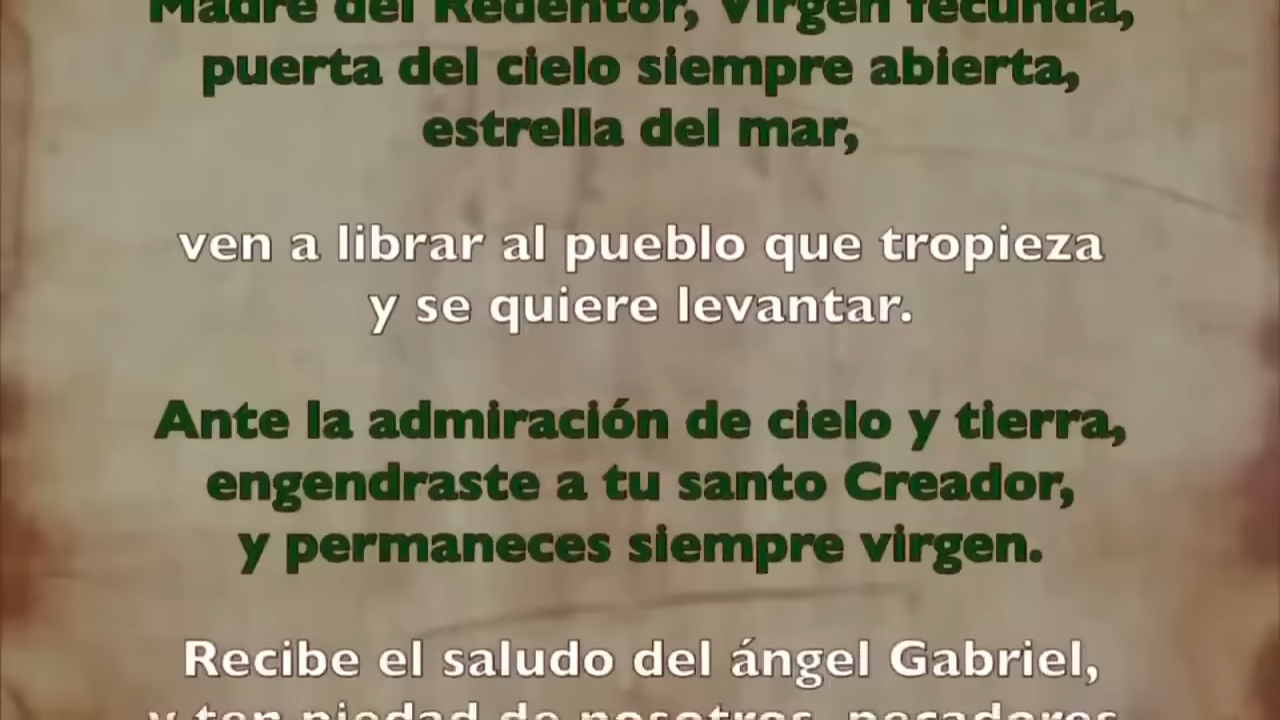 Madre del Redentor, Virgen fecunda,
puerta del cielo siempre abierta,
estrella del mar,
ven a librar al pueblo que tropieza
y se quiere levantar.
Ante la admiración de cielo y tierra,
engendraste a tu santo Creador,
y permaneces siempre virgen.
Recibe el saludo del ángel Gabriel,
y ten piedad de nosotros, pecadores